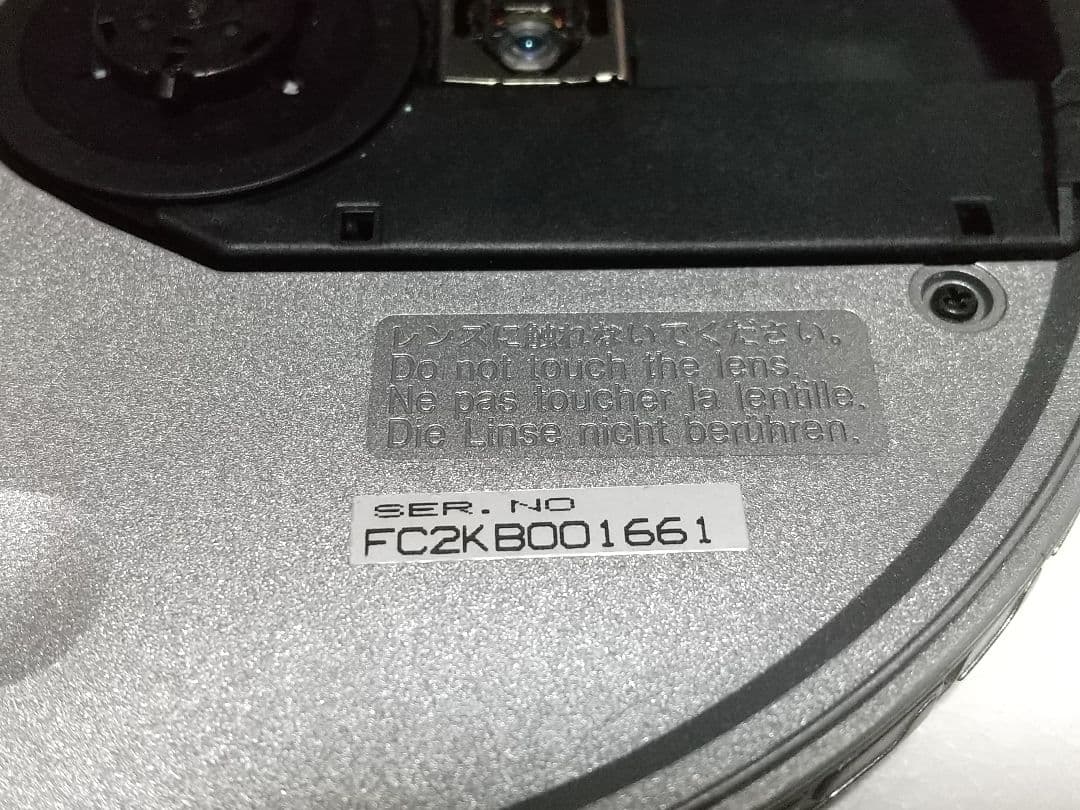 レンズに触れないでください。
Do not touch the lens.
Ne pas toucher la lentille.
Die Linse nicht berühren.
SER. NO
FC2KB001661